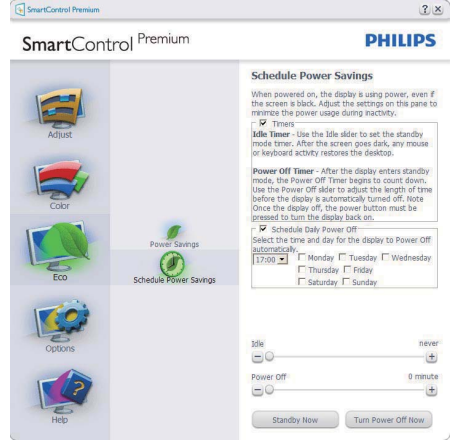 SmartControl Premium
SmartControl Premium
PHILIPS
Adjust
Color
Eco
Options
Help
Power Savings
Schedule Power Savings
Schedule Power Savings
When powered on, the display is using power, even if
the screen is black. Adjust the settings on this pane to
minimize the power usage during inactivity.
Timers
Idle Timer - Use the Idle slider to set the standby
mode timer. After the screen goes dark, any mouse
or keyboard activity restores the desktop.
Power Off Timer - After the display enters standby
mode, the Power Off Timer begins to count down.
Use the Power Off slider to adjust the length of time
before the display is automatically turned off. Note
Once the display off, the power button must be
pressed to turn the display back on.
Schedule Daily Power Off
Select the time and day for the display to Power Off
automatically.
17:00 Monday Tuesday Wednesday
Thursday Friday
Saturday Sunday
Idle never
Power Off 0 minute
Standby Now Turn Power Off Now